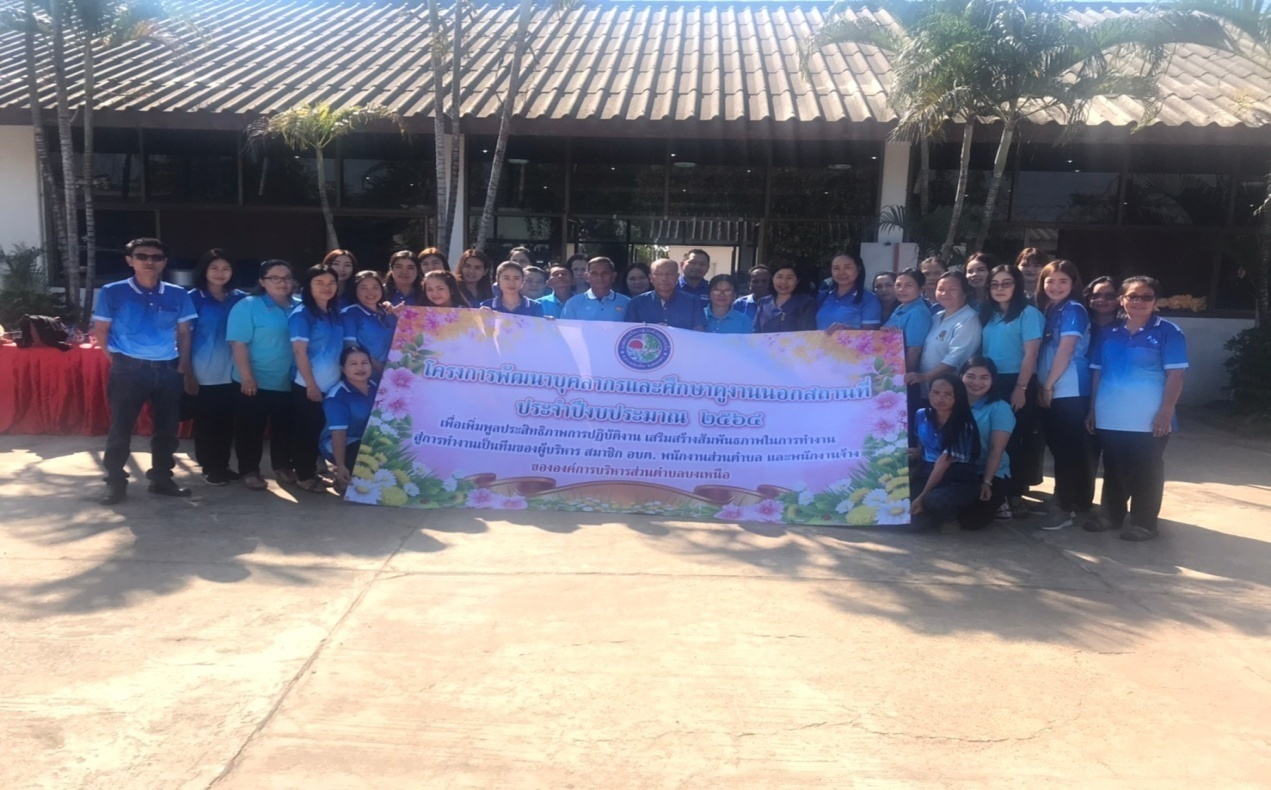 โครงการพัฒนาบุคลากรและศึกษาดูงานนอกสถานที่
ประจำปีงบประมาณ ๒๕๖๔
เพื่อเพิ่มพูนประสิทธิภาพการปฏิบัติงาน เสริมสร้างสัมพันธภาพในการทำงาน
สู่การทำงานเป็นทีมของผู้บริหาร สมาชิก อบต. พนักงานส่วนตำบล และพนักงานจ้าง
ขององค์การบริหารส่วนตำบลบงเหนือ